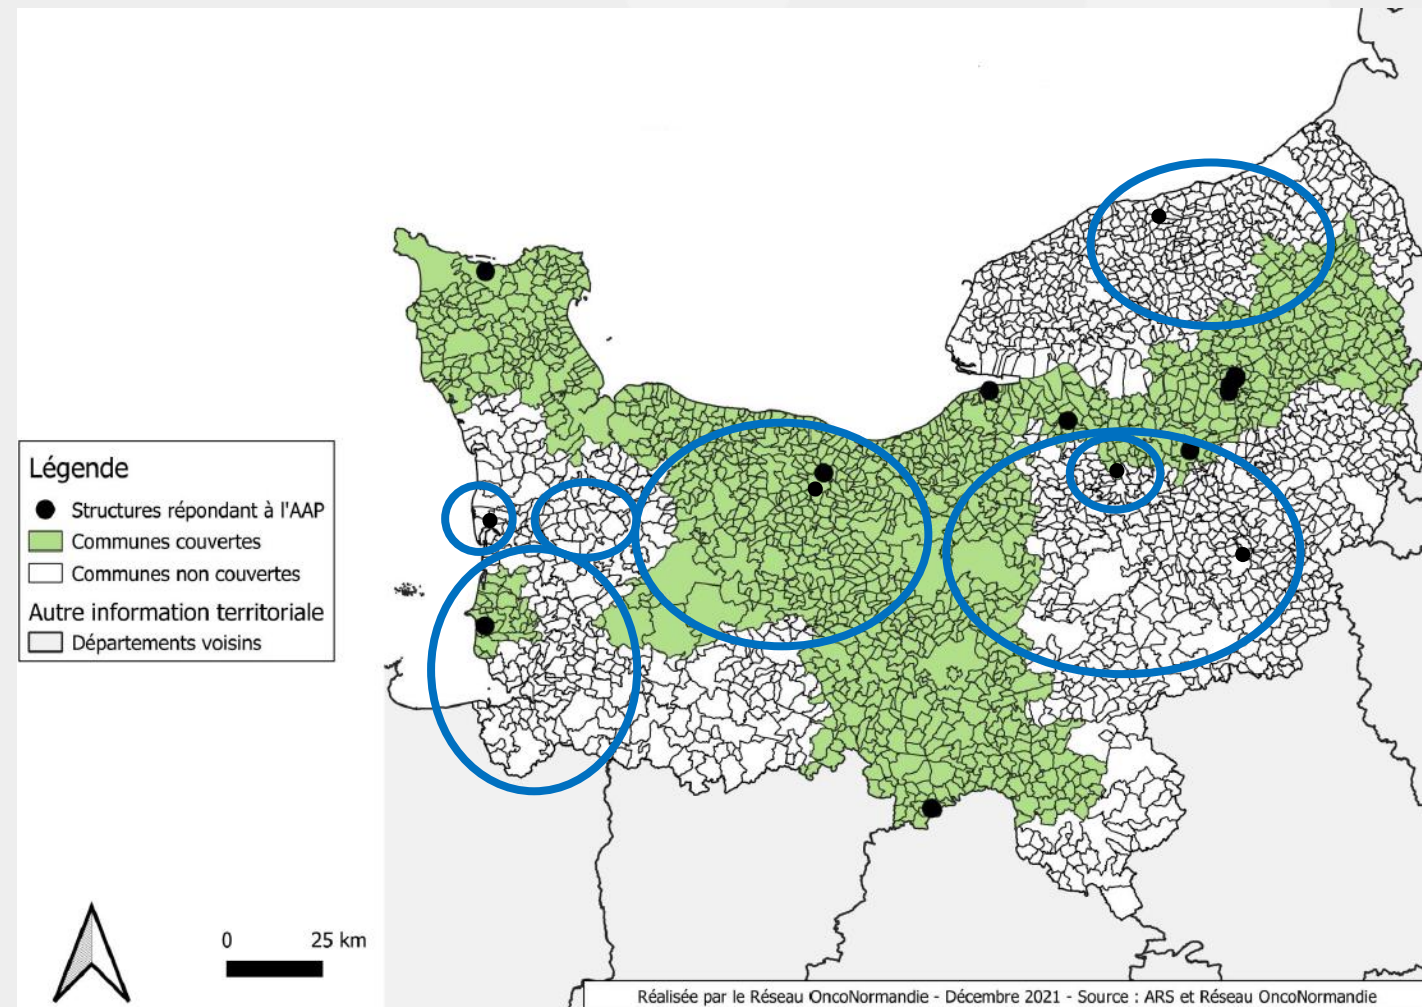 Légende
Structures répondant à l'AAP
Communes couvertes
Communes non couvertes
Autre information territoriale
Départements voisins
0 25 km
Réalisée par le Réseau OncoNormandie - Décembre 2021 - Source : ARS et Réseau OncoNormandie